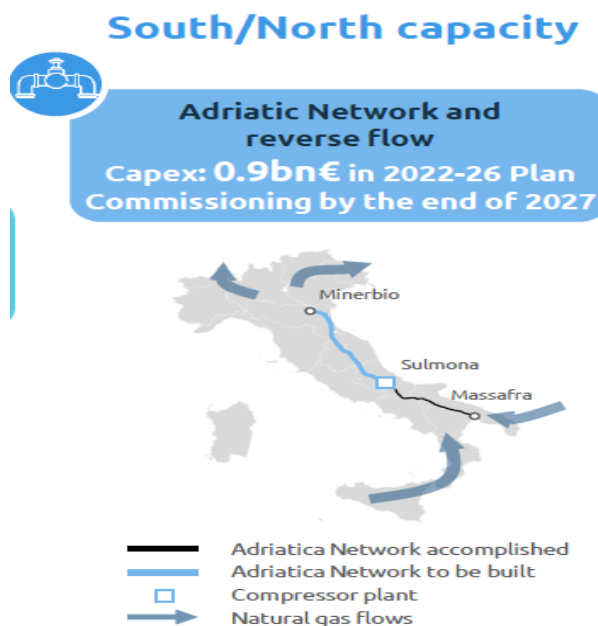 South/North capacity
Adriatic Network and
reverse flow
Capex: 0.9bn€ in 2022-26 Plan
Commissioning by the end of 2027
Minerbio
Sulmona
Massafra
Adriatica Network accomplished
Adriatica Network to be built
Compressor plant
Natural gas flows